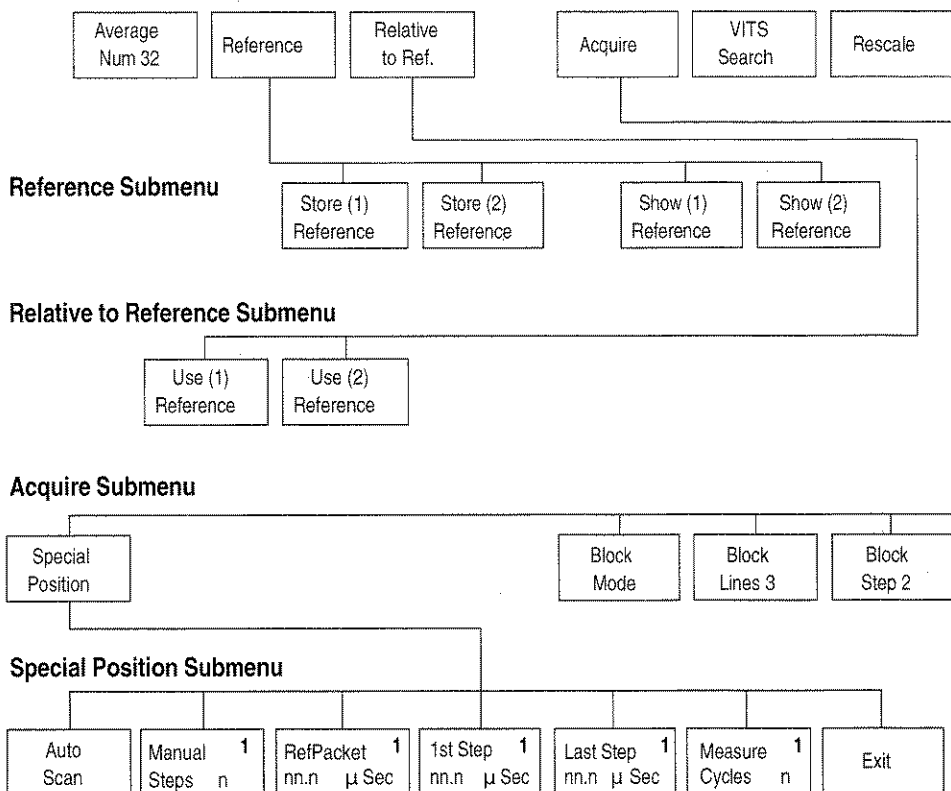 Average
Num 32
Reference
Relative
to Ref.
Acquire
VITS
Search
Rescale
Reference Submenu
Store (1)
Reference
Store (2)
Reference
Show (1)
Reference
Show (2)
Reference
Relative to Reference Submenu
Use (1)
Reference
Use (2)
Reference
Acquire Submenu
Special
Position
Block
Mode
Block
Lines 3
Block
Step 2
Special Position Submenu
Auto
Scan
Manual 1
Steps n
RefPacket 1
nn.n µ Sec
1st Step 1
nn.n µ Sec
Last Step 1
nn.n µ Sec
Measure 1
Cycles n
Exit